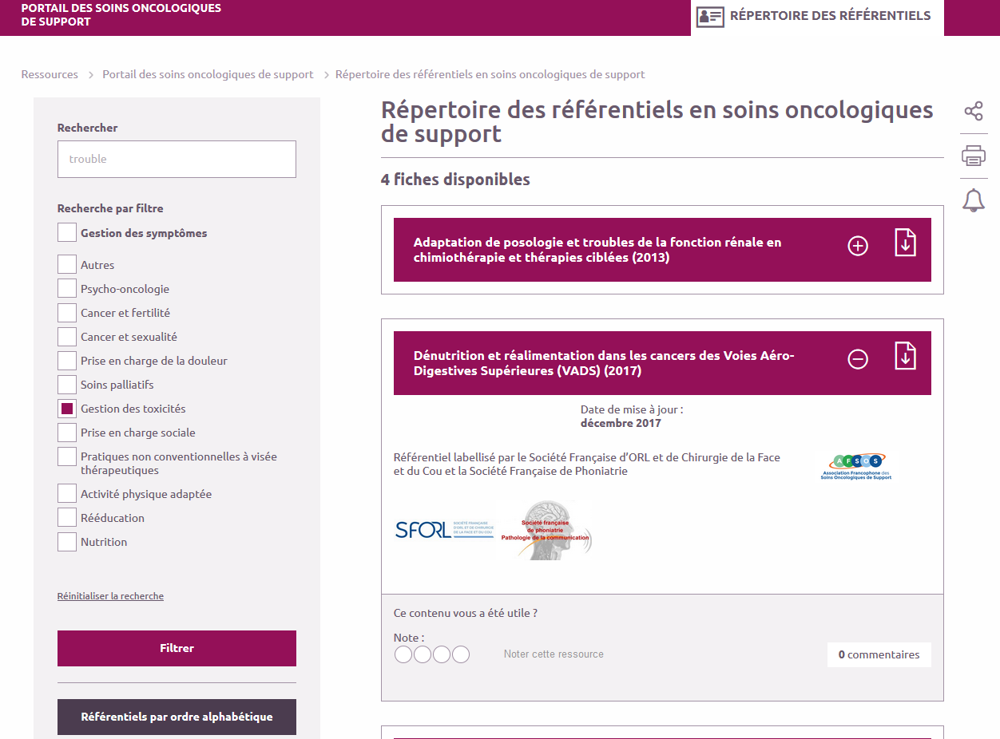 PORTAIL DES SOINS ONCOLOGIQUES
DE SUPPORT
RÉPERTOIRE DES RÉFÉRENTIELS
Ressources > Portail des soins oncologiques de support > Répertoire des référentiels en soins oncologiques de support
Rechercher
trouble
Recherche par filtre
Gestion des symptômes
Autres
Psycho-oncologie
Cancer et fertilité
Cancer et sexualité
Prise en charge de la douleur
Soins palliatifs
Gestion des toxicités
Prise en charge sociale
Pratiques non conventionnelles à visée
thérapeutiques
Activité physique adaptée
Rééducation
Nutrition
Réinitialiser la recherche
Filtrer
Référentiels par ordre alphabétique
Répertoire des référentiels en soins oncologiques
de support
4 fiches disponibles
Adaptation de posologie et troubles de la fonction rénale en
chimiothérapie et thérapies ciblées (2013)
Dénutrition et réalimentation dans les cancers des Voies Aéro-
Digestives Supérieures (VADS) (2017)
Date de mise à jour :
décembre 2017
Référentiel labellisé par le Société Française d’ORL et de Chirurgie de la Face
et du Cou et la Société Française de Phoniatrie
AFSOS
Association Francophone des
Soins Oncologiques de Support
SFORL
SOCIÉTÉ FRANÇAISE
D'ORL ET DE CHIRURGIE
DE LA FACE ET DU COU
Société française
de phoniatrie
Pathologie de la communication
Ce contenu vous a été utile ?
Note :
Noter cette ressource
0 commentaires